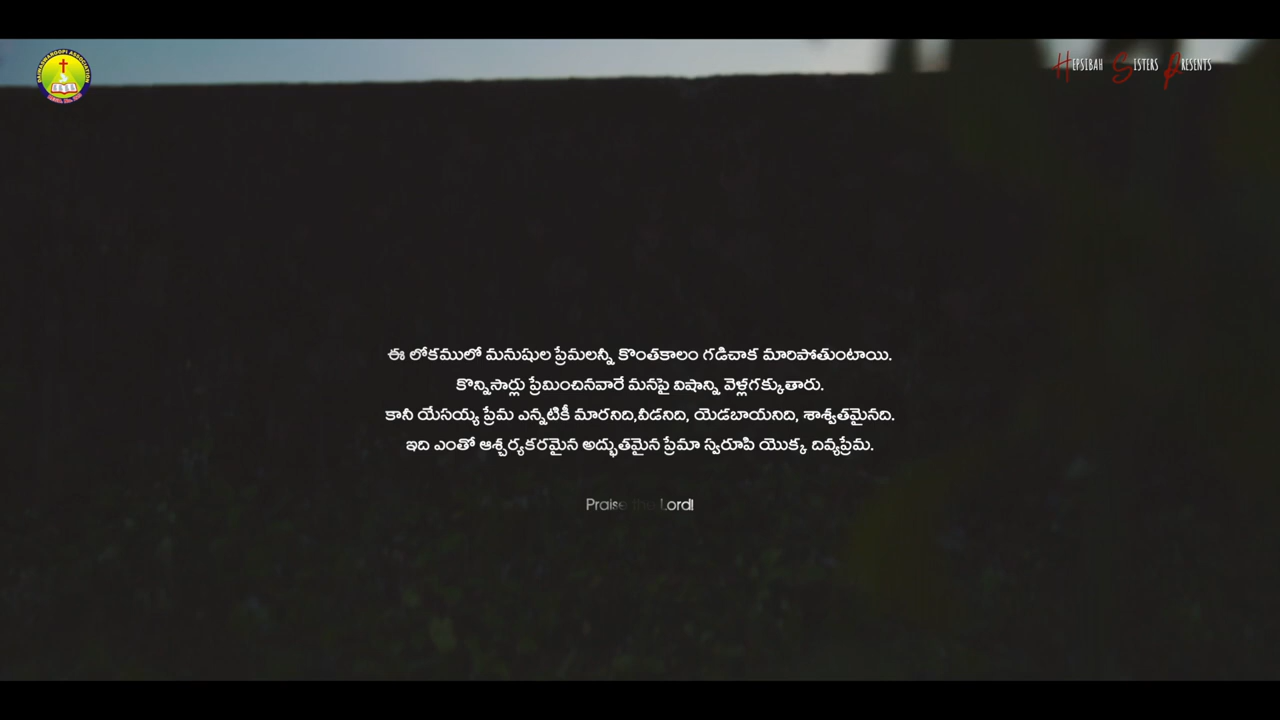 Hepsibah Sisters Presents
ఈ లోకములో మనుషుల ప్రేమలన్నీ కొంతకాలం గడిచాక మారిపోతుంటాయి.
కొన్నిసార్లు ప్రేమించినవారే మనపై విషాన్ని వెళ్లగక్కుతారు.
కానీ యేసయ్య ప్రేమ ఎన్నటికీ మారనిది,వీడనిది, యెడబాయనిది, శాశ్వతమైనది.
ఇది ఎంతో ఆశ్చర్యకరమైన అద్భుతమైన ప్రేమా స్వరూపి యొక్క దివ్యప్రేమ.
Praise the Lord!